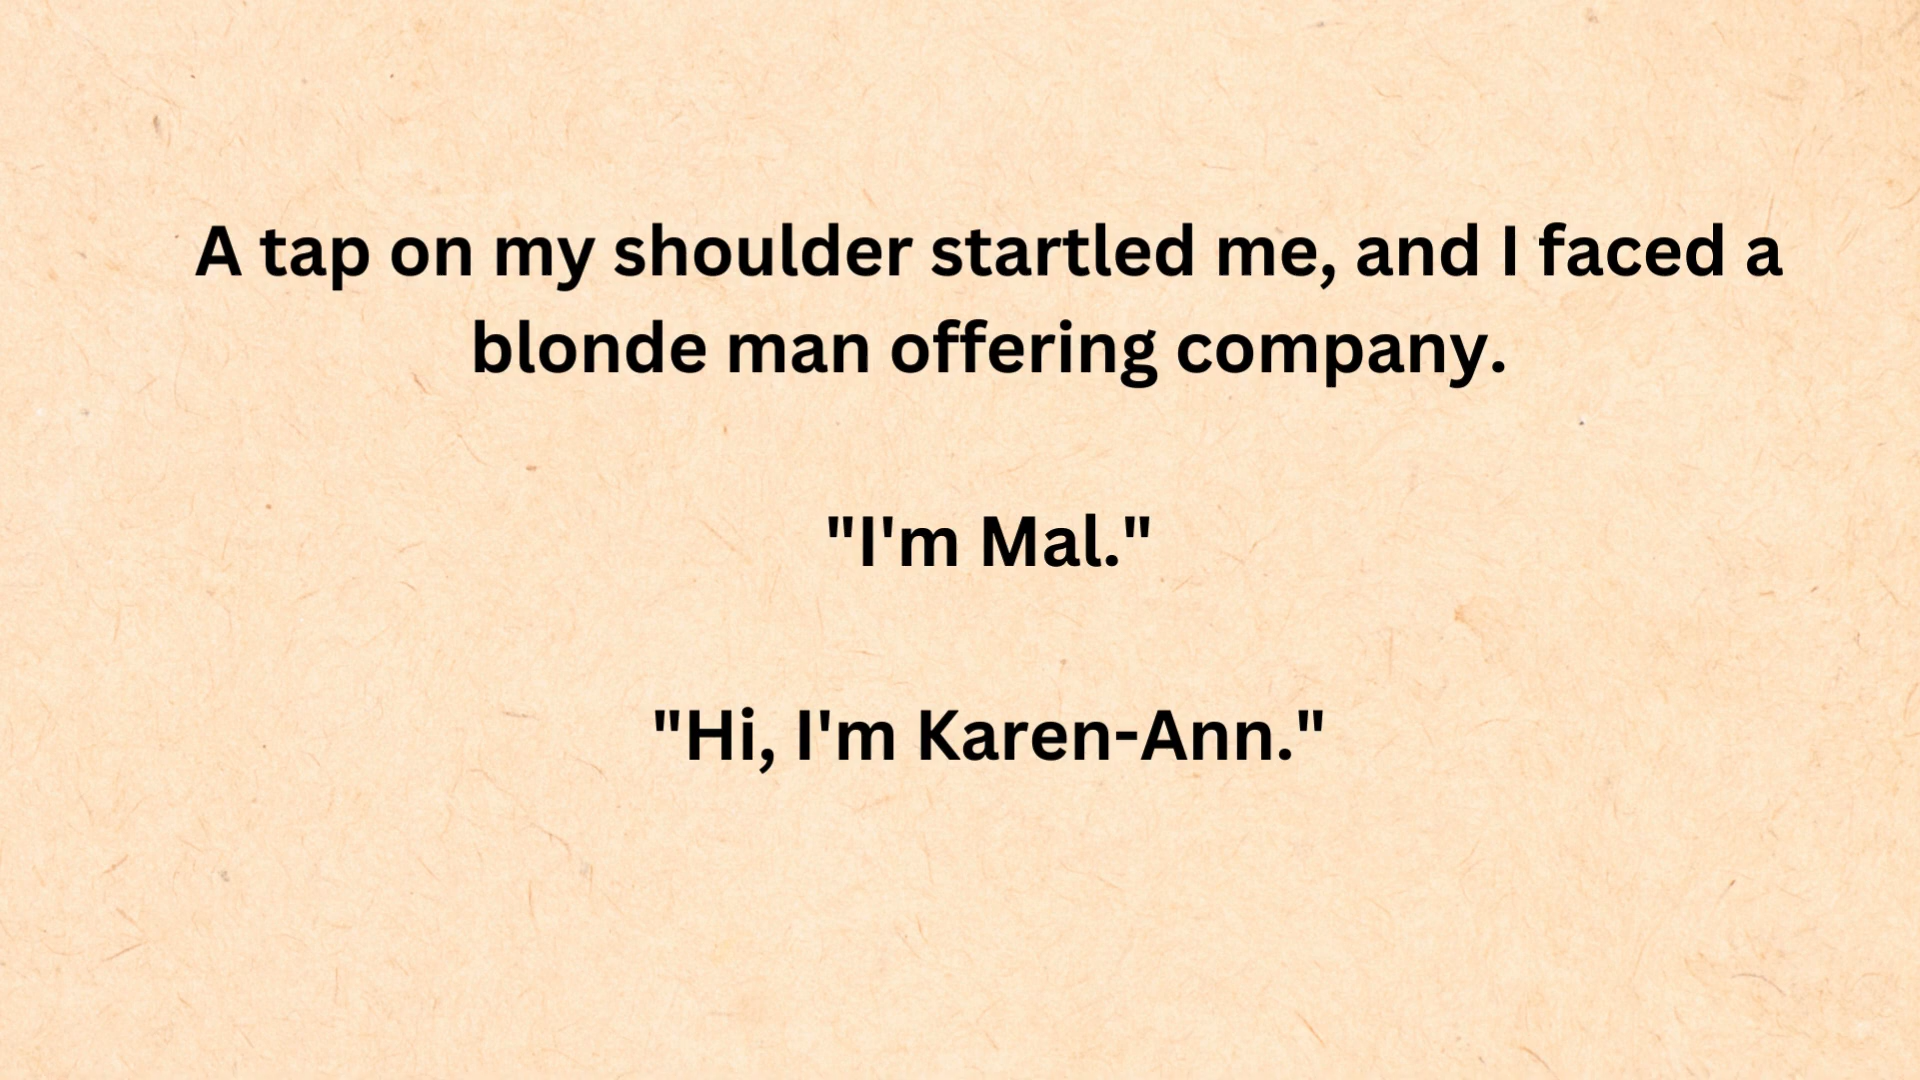 A tap on my shoulder startled me, and I faced a
blonde man offering company.
"I'm Mal."
"Hi, I'm Karen-Ann."